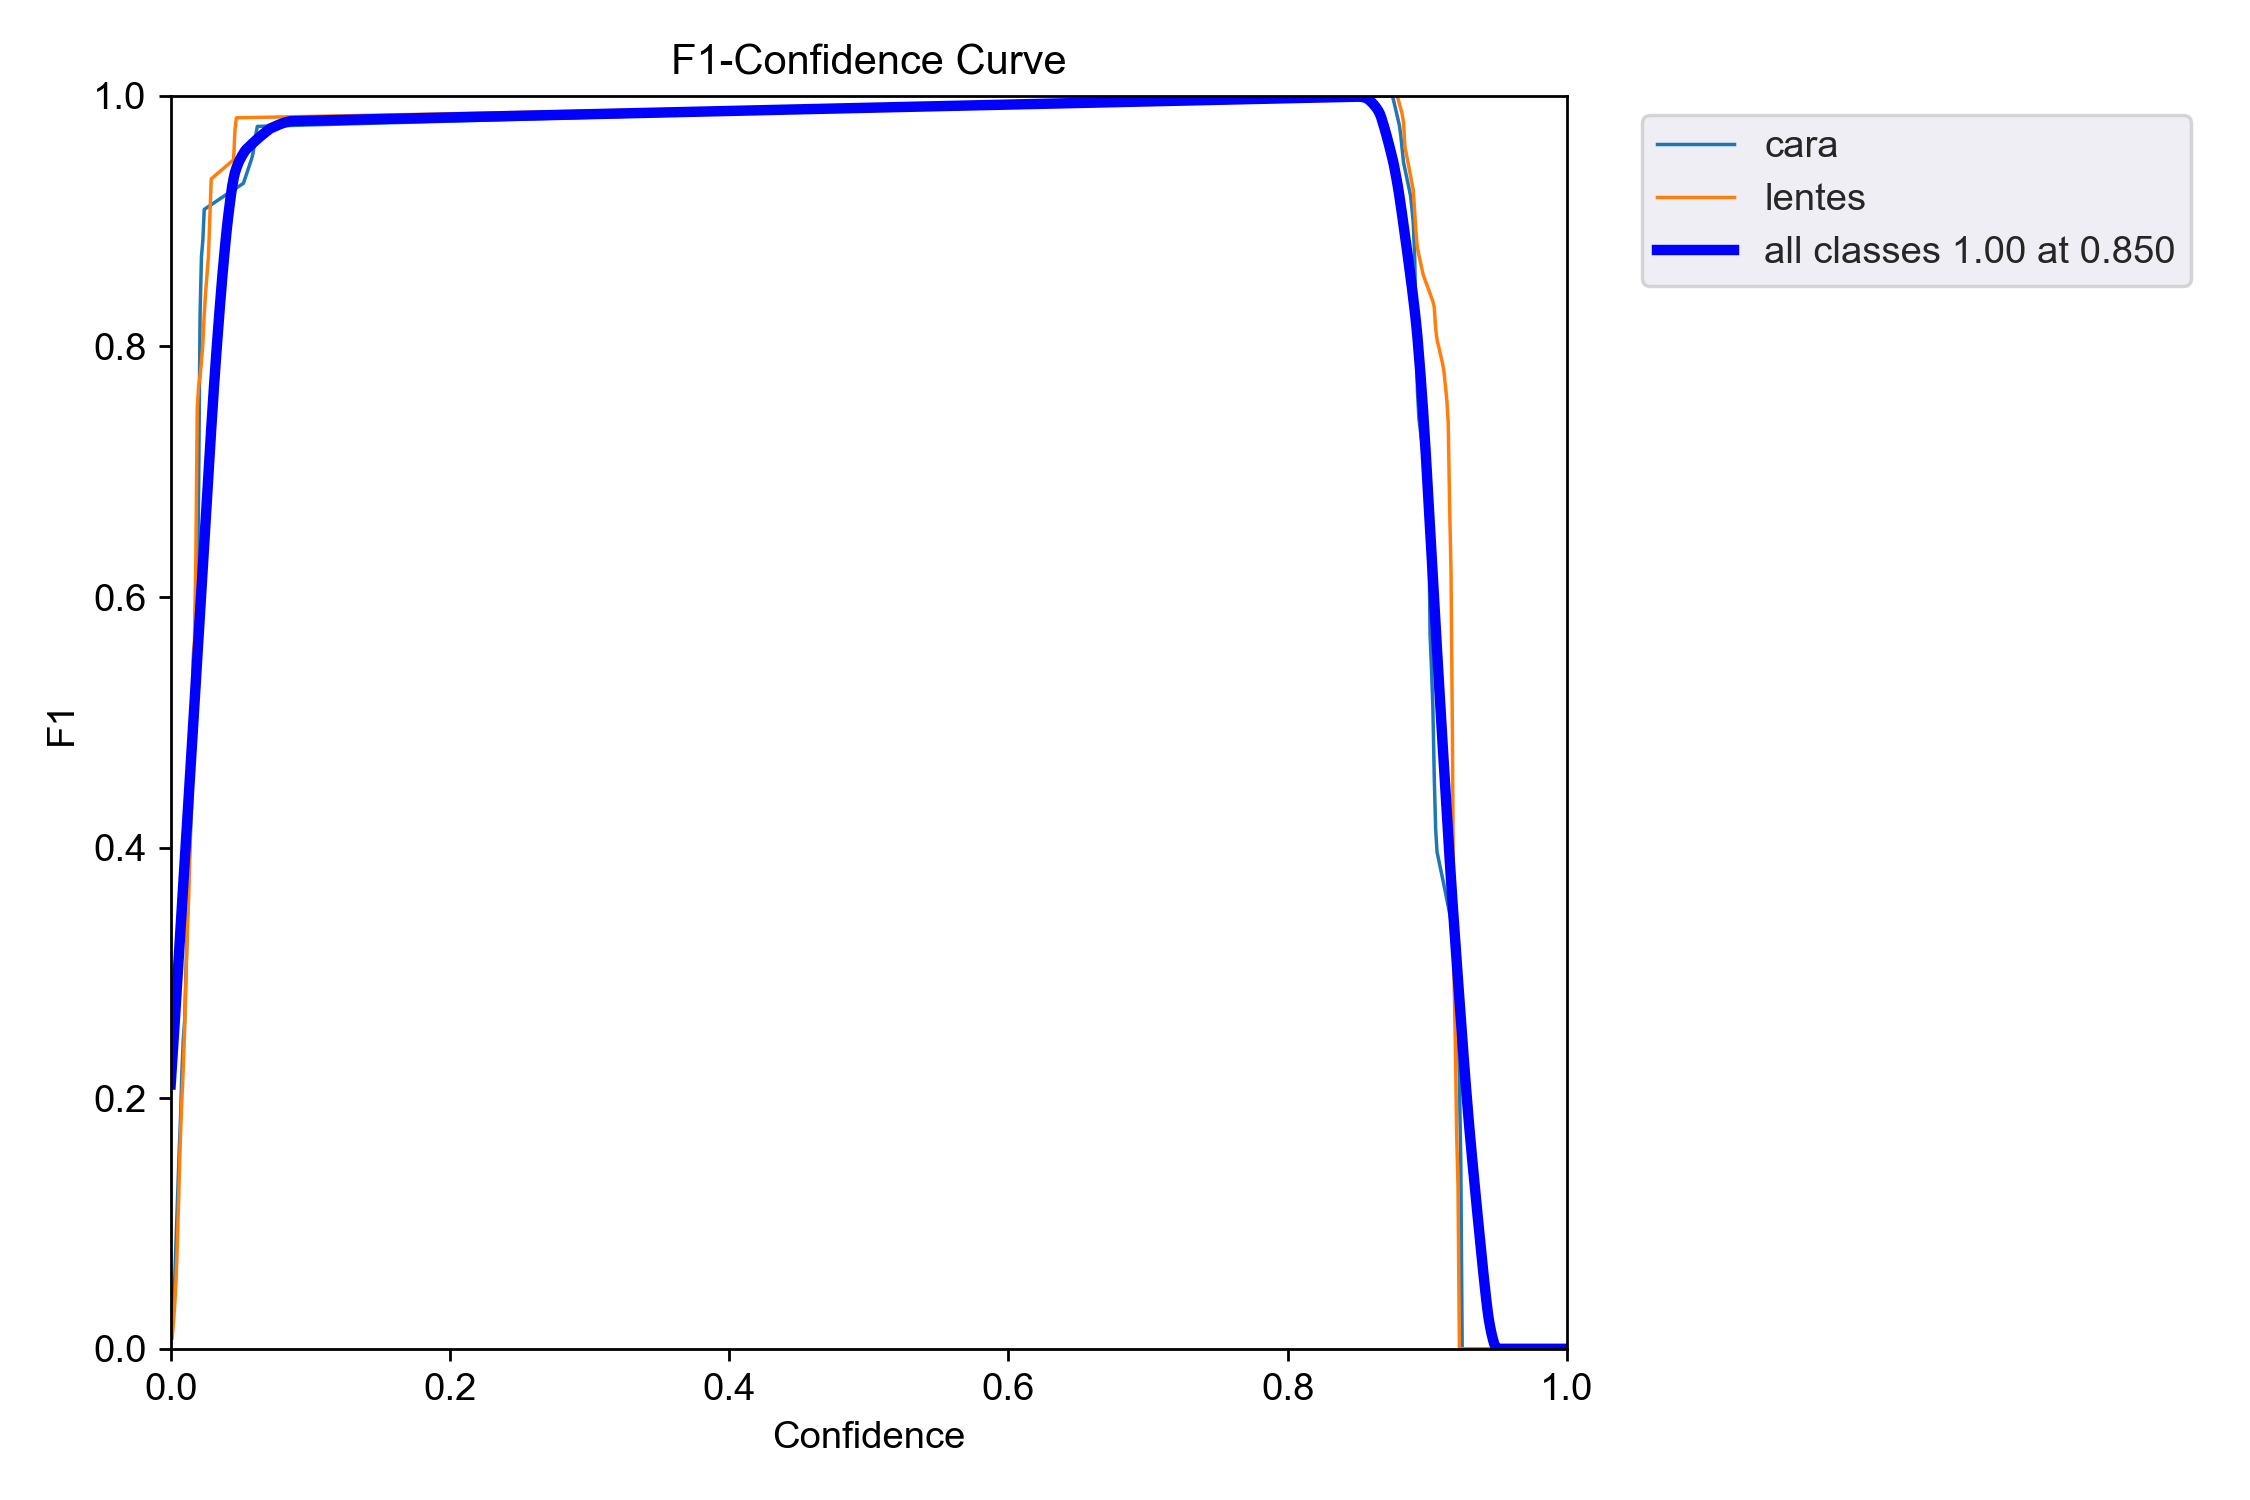 F1-Confidence Curve
1.0
0.8
0.6
0.4
0.2
0.0
F1
0.0 0.2 0.4 0.6 0.8 1.0
Confidence
cara
lentes
all classes 1.00 at 0.850